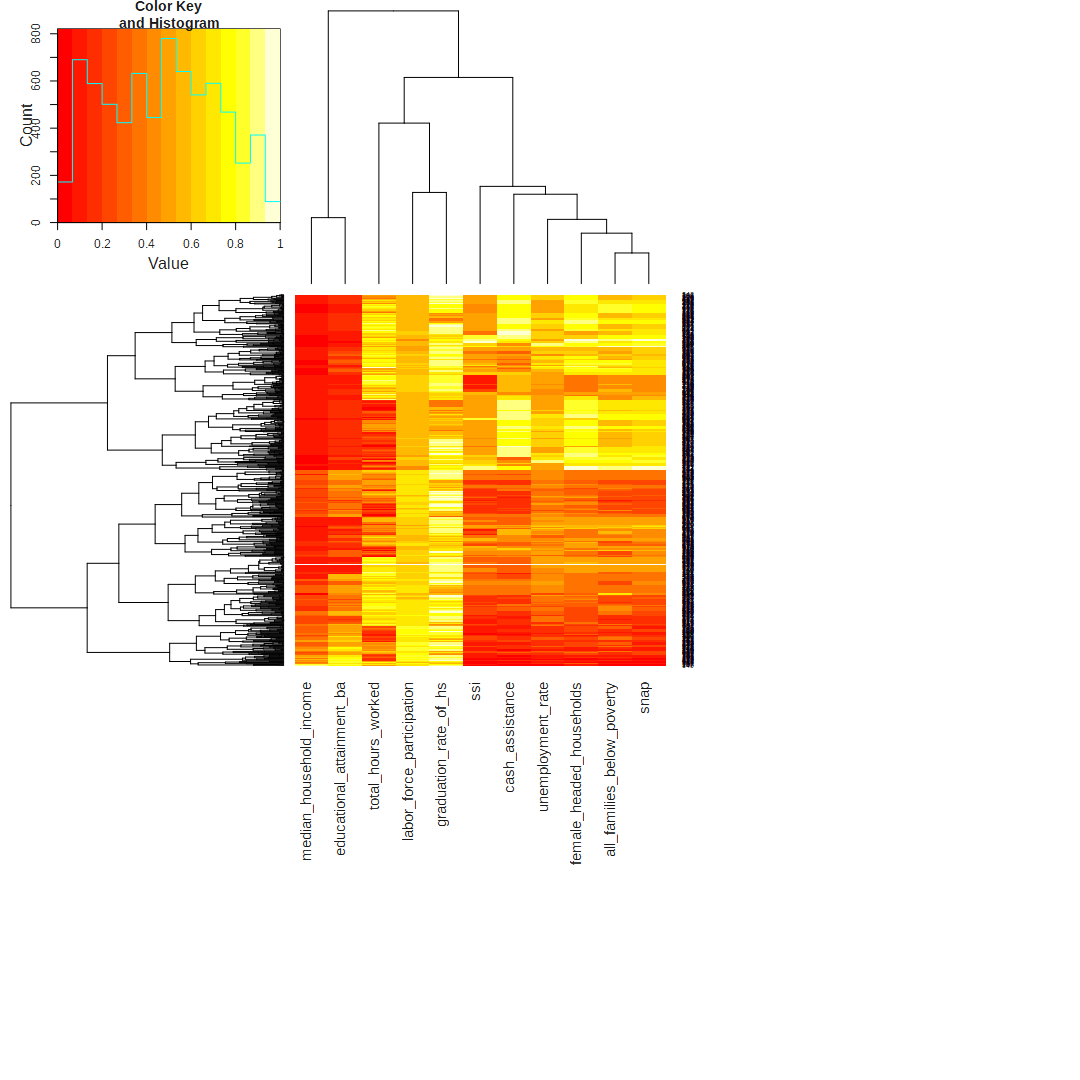 Color Key
and Histogram
Count
0
200
400
600
800
0 0.2 0.4 0.6 0.8 1
Value
median_household_income
educational_attainment_ba
total_hours_worked
labor_force_participation
graduation_rate_of_hs
ssi
cash_assistance
unemployment_rate
female_headed_households
all_families_below_poverty
snap